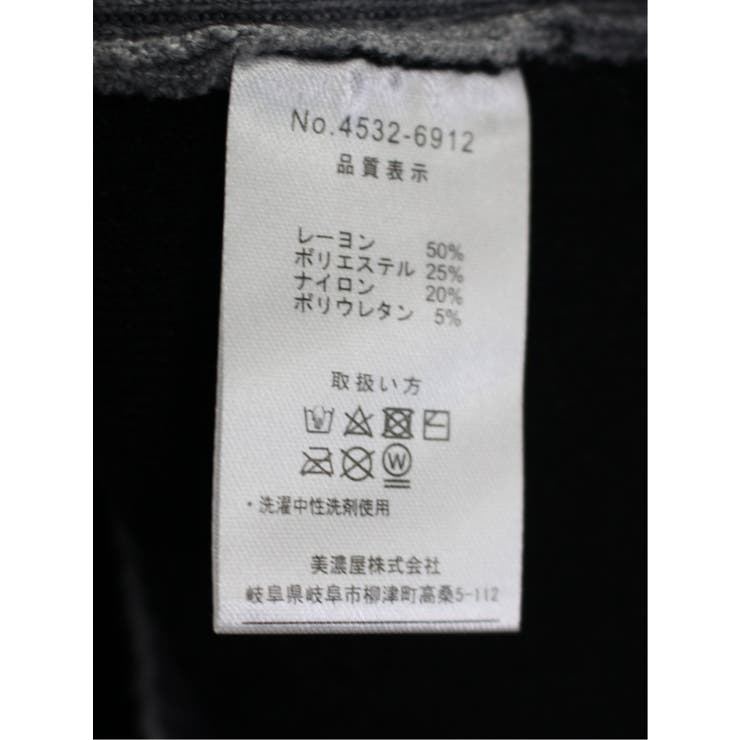 No.4532-6912
品質表示
レーヨン 50%
ポリエステル 25%
ナイロン 20%
ポリウレタン 5%
取扱い方
W
・洗濯中性洗剤使用
美濃屋株式会社
岐阜県岐阜市柳津町高桑5-112